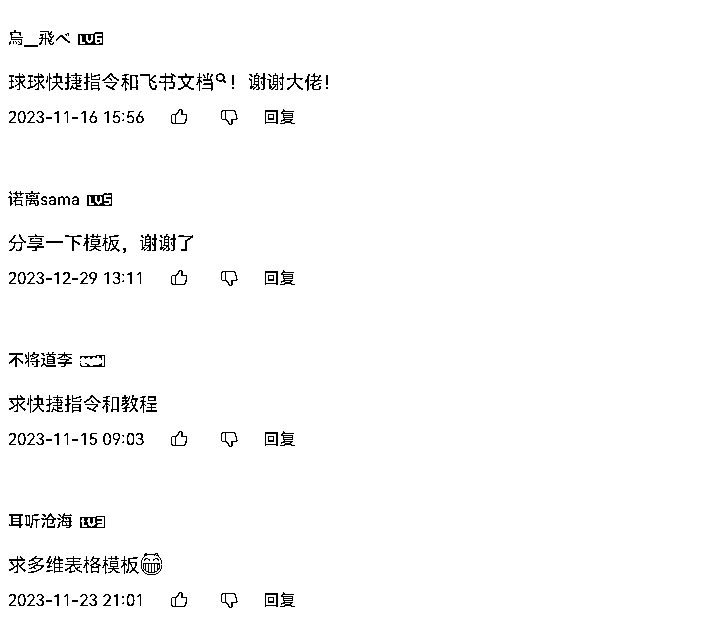 烏__飛べ LV6
球球快捷指令和飞书文档🔍！谢谢大佬！
2023-11-16 15:56 回复
诺离sama LV5
分享一下模板，谢谢了
2023-12-29 13:11 回复
不将道李
求快捷指令和教程
2023-11-15 09:03 回复
耳听沧海 LV3
求多维表格模板😁
2023-11-23 21:01 回复